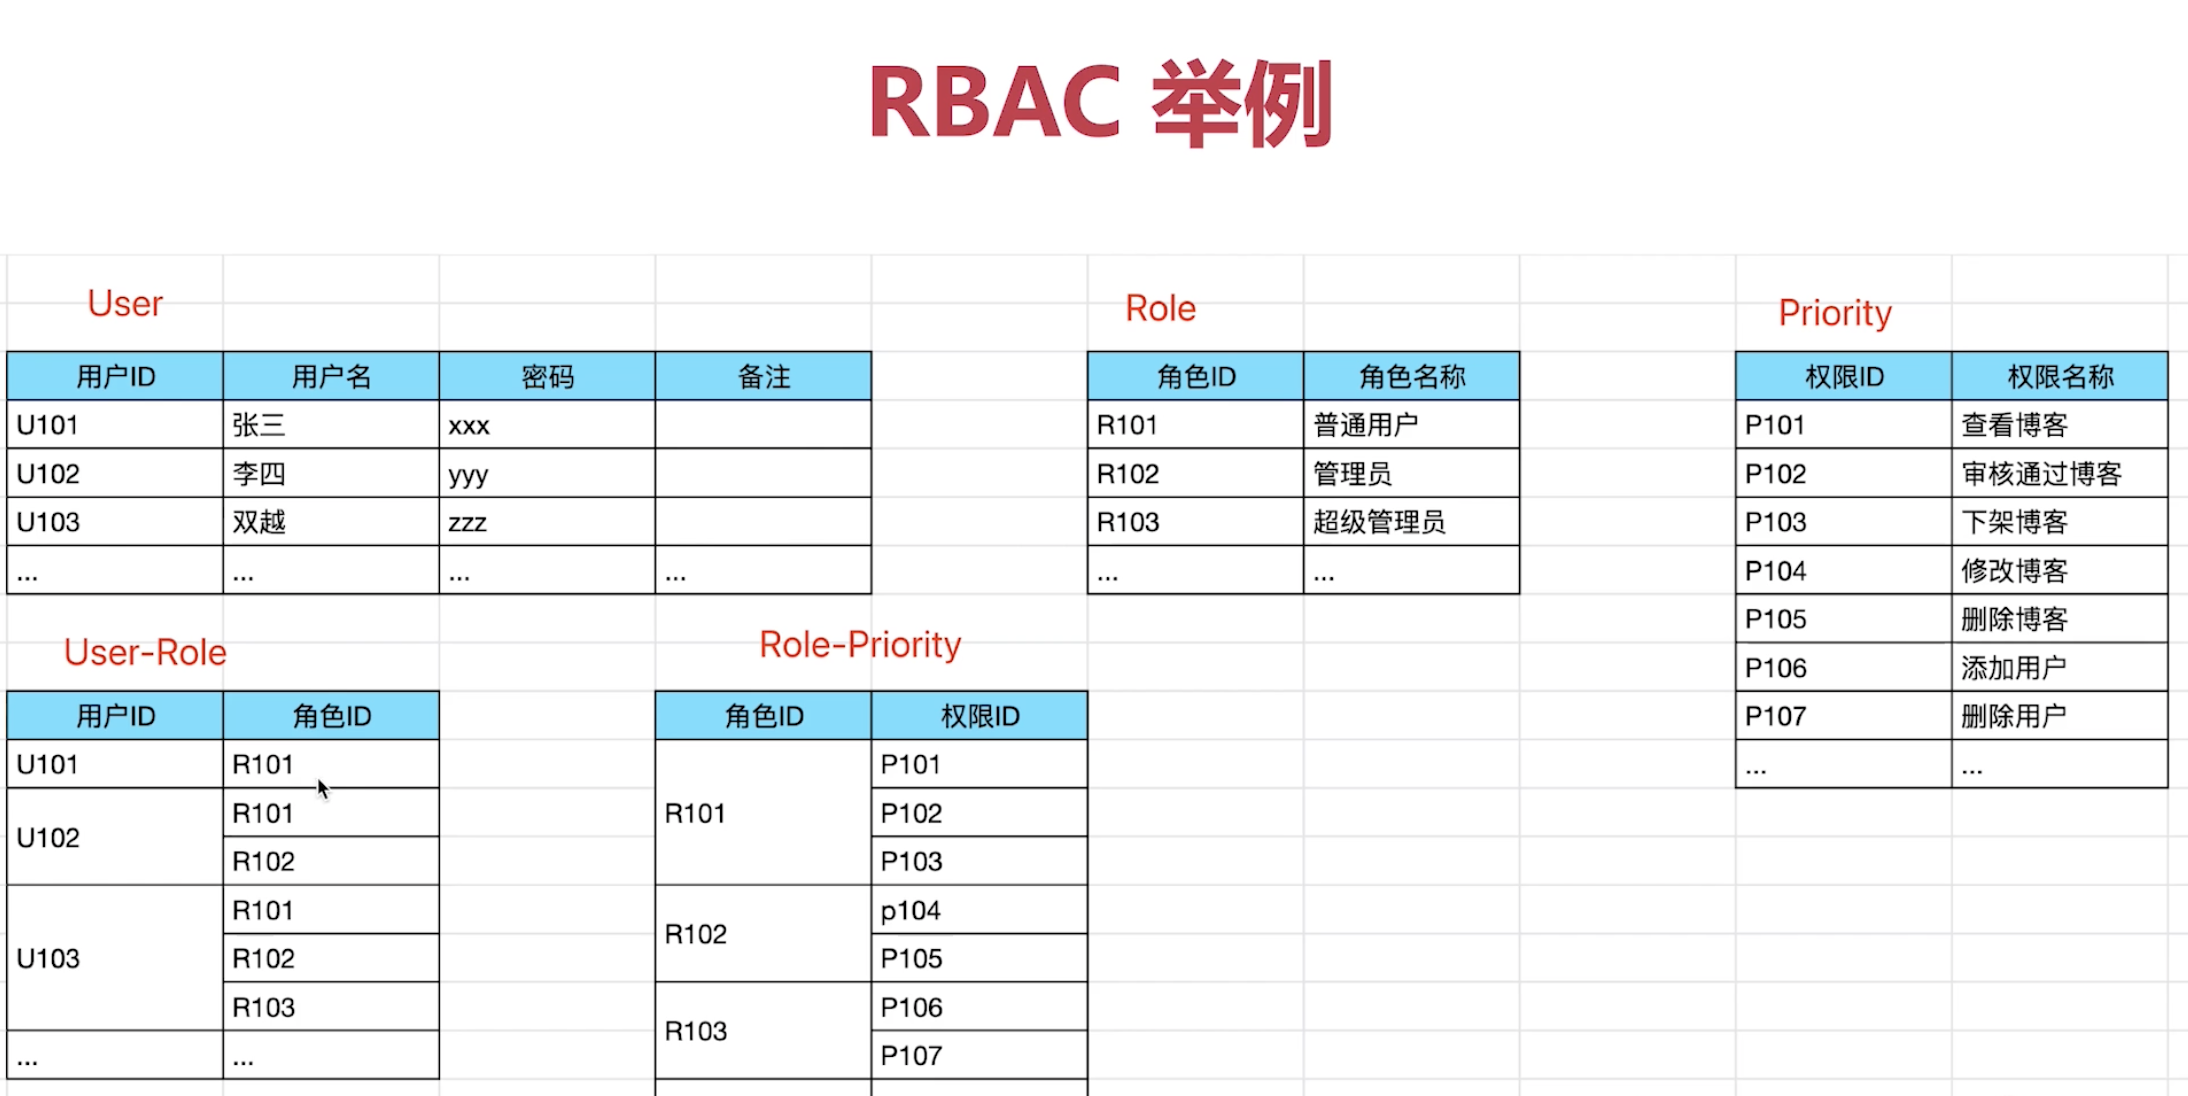 RBAC 举例
User
用户ID 用户名 密码 备注
U101 张三 xxx
U102 李四 yyy
U103 双越 zzz
... ... ... ...
Role
角色ID 角色名称
R101 普通用户
R102 管理员
R103 超级管理员
... ...
Priority
权限ID 权限名称
P101 查看博客
P102 审核通过博客
P103 下架博客
P104 修改博客
P105 删除博客
P106 添加用户
P107 删除用户
... ...
User-Role
用户ID 角色ID
U101 R101
U102 R101
R102
U103 R101
R102
R103
... ...
Role-Priority
角色ID 权限ID
R101 P101
P102
P103
R102 p104
P105
R103 P106
P107